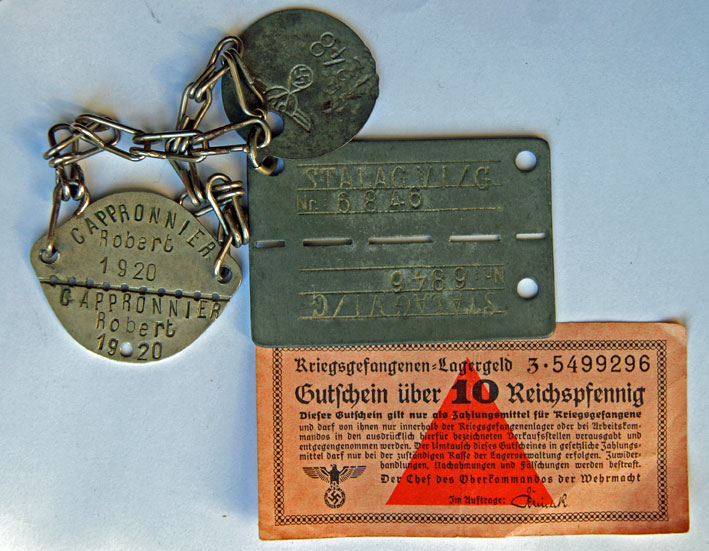 CAPPRONNIER
Robert
1920
CAPPRONNIER
Robert
1920
STALAG VI/G
Nr. 6846
STALAG VI/G
Nr. 6846
Kriegsgefangenen-Lagergeld 3·5499296
Gutschein über 10 Reichspfennig
Dieser Gutschein gilt nur als Zahlungsmittel für Kriegsgefangene
und darf von ihnen nur innerhalb der Kriegsgefangenenlager oder bei Arbeitskom-
mandos in den ausdrücklich hierfür bezeichneten Verkaufsstellen verausgabt und
entgegengenommen werden. Der Umtausch dieses Gutscheines in gesetzliche Zahlungs-
mittel darf nur bei der zuständigen Kasse der Lagerverwaltung erfolgen. Zuwider-
handlungen, Nachahmungen und Fälschungen werden bestraft.
Der Chef des Oberkommandos der Wehrmacht
Im Auftrage: